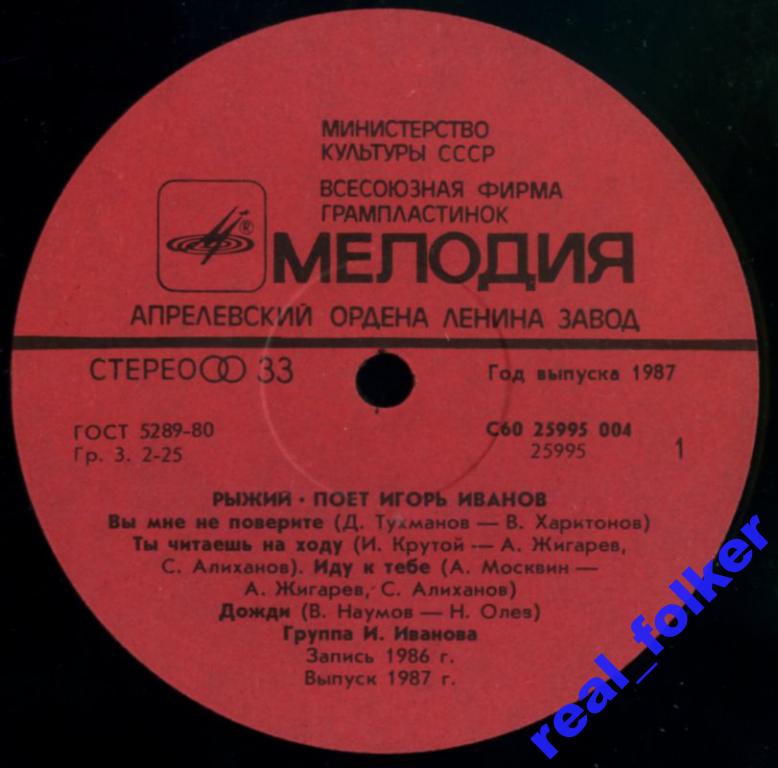 МИНИСТЕРСТВО
КУЛЬТУРЫ СССР
ВСЕСОЮЗНАЯ ФИРМА
ГРАМПЛАСТИНОК
®
МЕЛОДИЯ
АПРЕЛЕВСКИЙ ОРДЕНА ЛЕНИНА ЗАВОД
СТЕРЕО 33
Год выпуска 1987
ГОСТ 5289-80
Гр. 3. 2-25
С60 25995 004
25995
1
РЫЖИЙ · ПОЕТ ИГОРЬ ИВАНОВ
Вы мне не поверите (Д. Тухманов — В. Харитонов)
Ты читаешь на ходу (И. Крутой — А. Жигарев,
С. Алиханов). Иду к тебе (А. Москвин —
А. Жигарев, С. Алиханов)
Дожди (В. Наумов — Н. Олев)
Группа И. Иванова
Запись 1986 г.
Выпуск 1987 г.
real_folker